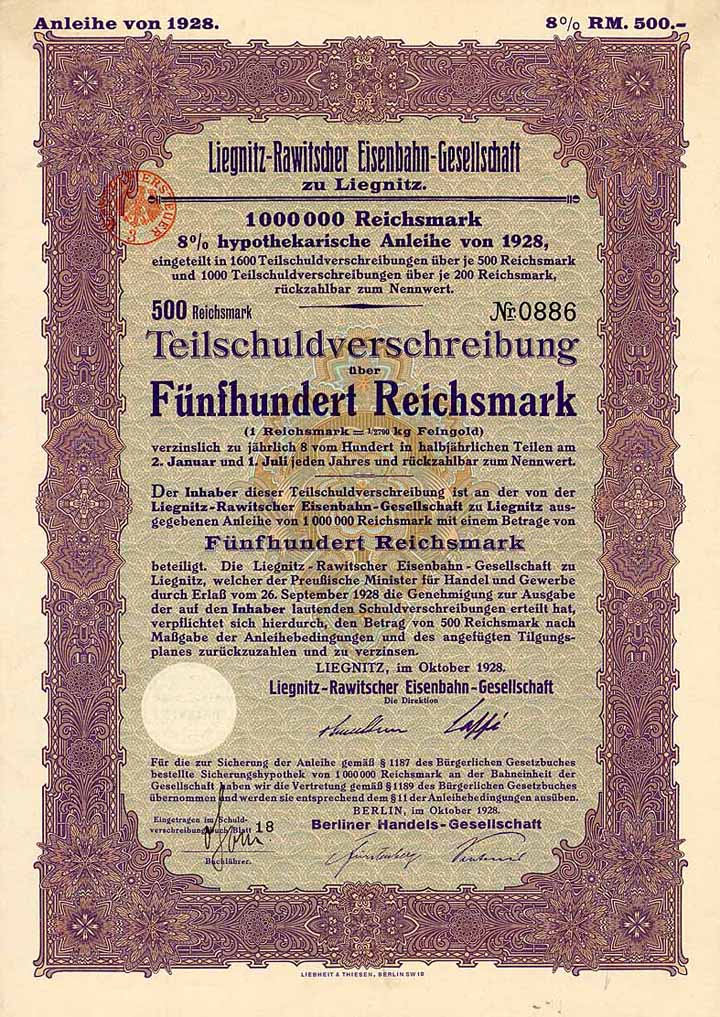 Anleihe von 1928. 8% RM. 500.-
Liegnitz-Rawitscher Eisenbahn-Gesellschaft
zu Liegnitz.
1000000 Reichsmark
8% hypothekarische Anleihe von 1928,
eingeteilt in 1600 Teilschuldverschreibungen über je 500 Reichsmark
und 1000 Teilschuldverschreibungen über je 200 Reichsmark,
rückzahlbar zum Nennwert.
500 Reichsmark Nr. 0886
Teilschuldverschreibung
über
Fünfhundert Reichsmark
(1 Reichsmark = 1/2790 kg Feingold)
verzinslich zu jährlich 8 vom Hundert in halbjährlichen Teilen am
2. Januar und 1. Juli jeden Jahres und rückzahlbar zum Nennwert.
Der Inhaber dieser Teilschuldverschreibung ist an der von der
Liegnitz-Rawitscher Eisenbahn-Gesellschaft zu Liegnitz aus-
gegebenen Anleihe von 1000000 Reichsmark mit einem Betrage von
Fünfhundert Reichsmark
beteiligt. Die Liegnitz-Rawitscher Eisenbahn-Gesellschaft zu
Liegnitz, welcher der Preußische Minister für Handel und Gewerbe
durch Erlaß vom 26. September 1928 die Genehmigung zur Ausgabe
der auf den Inhaber lautenden Schuldverschreibungen erteilt hat,
verpflichtet sich hierdurch, den Betrag von 500 Reichsmark nach
Maßgabe der Anleihebedingungen und des angefügten Tilgungs-
planes zurückzuzahlen und zu verzinsen.
LIEGNITZ, im Oktober 1928.
Liegnitz-Rawitscher Eisenbahn-Gesellschaft
Die Direktion
Für die zur Sicherung der Anleihe gemäß § 1187 des Bürgerlichen Gesetzbuches
bestellte Sicherungshypothek von 1000000 Reichsmark an der Bahneinheit der
Gesellschaft haben wir die Vertretung gemäß § 1189 des Bürgerlichen Gesetzbuches
übernommen und werden sie entsprechend dem § 11 der Anleihebedingungen ausüben.
BERLIN, im Oktober 1928.
Berliner Handels-Gesellschaft
Eingetragen im Schuld-
verschreibungsbuch Blatt 18
Buchführer.
Fürstenberg
LIEBHEIT & THIESEN, BERLIN SW19